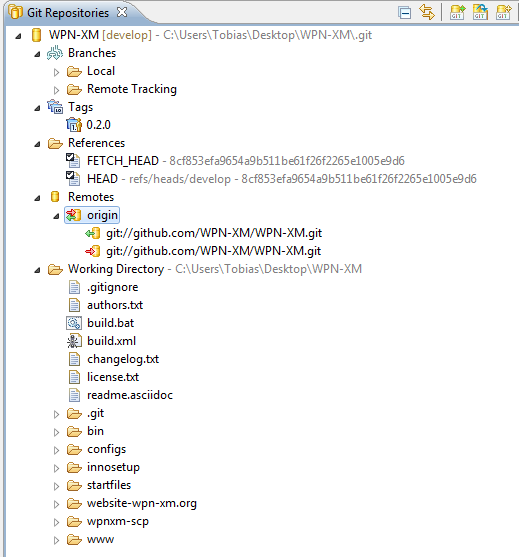 Git Repositories
WPN-XM [develop] - C:\Users\Tobias\Desktop\WPN-XM\.git
Branches
Local
Remote Tracking
Tags
0.2.0
References
FETCH_HEAD - 8cf853efa9654a9b511be61f26f2265e1005e9d6
HEAD - refs/heads/develop - 8cf853efa9654a9b511be61f26f2265e1005e9d6
Remotes
origin
git://github.com/WPN-XM/WPN-XM.git
git://github.com/WPN-XM/WPN-XM.git
Working Directory - C:\Users\Tobias\Desktop\WPN-XM
.gitignore
authors.txt
build.bat
build.xml
changelog.txt
license.txt
readme.asciidoc
.git
bin
configs
innosetup
startfiles
website-wpn-xm.org
wpnxm-scp
www